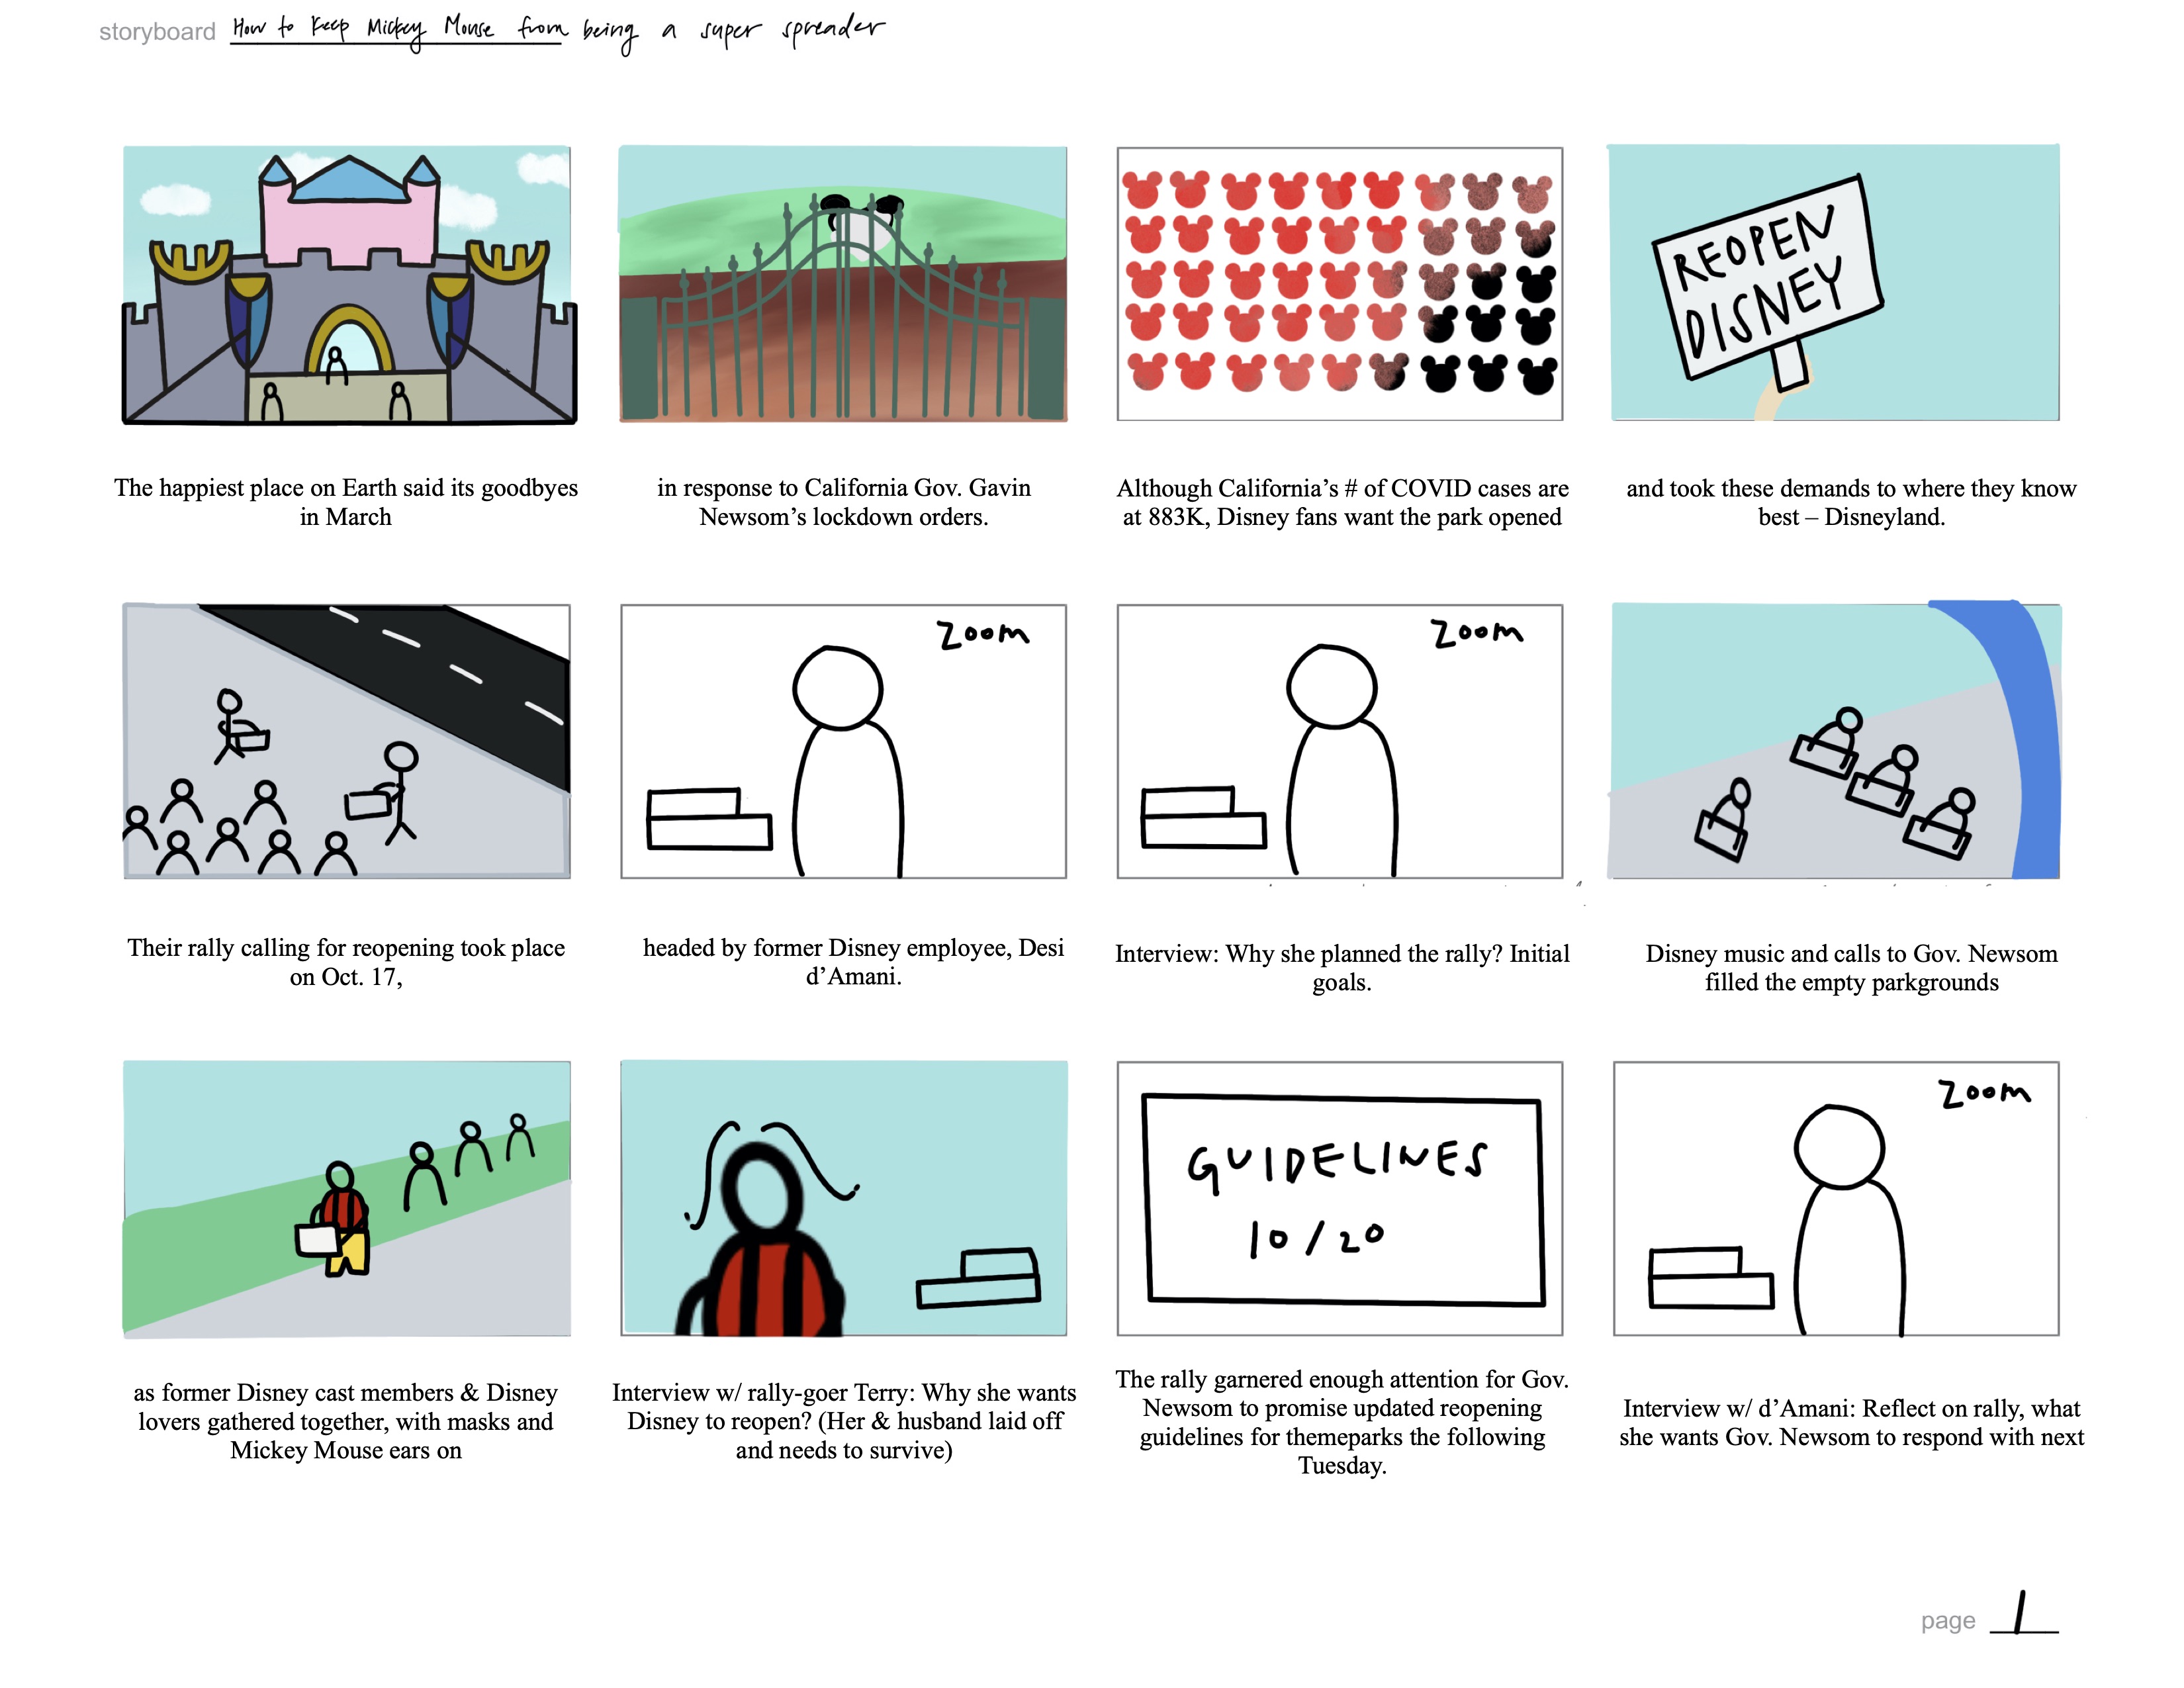 storyboard How to Keep Mickey Mouse from being a super spreader
REOPEN
DISNEY
The happiest place on Earth said its goodbyes
in March
in response to California Gov. Gavin
Newsom's lockdown orders.
Although California's # of COVID cases are
at 883K, Disney fans want the park opened
and took these demands to where they know
best – Disneyland.
Zoom
Zoom
Their rally calling for reopening took place
on Oct. 17,
headed by former Disney employee, Desi
d'Amani.
Interview: Why she planned the rally? Initial
goals.
Disney music and calls to Gov. Newsom
filled the empty parkgrounds
GUIDELINES
10/20
Zoom
as former Disney cast members & Disney
lovers gathered together, with masks and
Mickey Mouse ears on
Interview w/ rally-goer Terry: Why she wants
Disney to reopen? (Her & husband laid off
and needs to survive)
The rally garnered enough attention for Gov.
Newsom to promise updated reopening
guidelines for themeparks the following
Tuesday.
Interview w/ d'Amani: Reflect on rally, what
she wants Gov. Newsom to respond with next
page 1